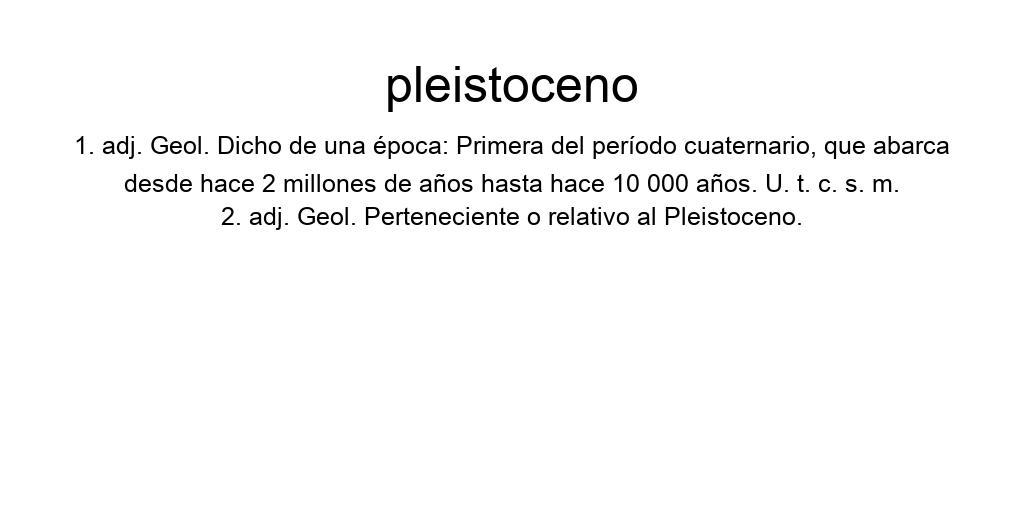 pleistoceno
1. adj. Geol. Dicho de una época: Primera del período cuaternario, que abarca
desde hace 2 millones de años hasta hace 10 000 años. U. t. c. s. m.
2. adj. Geol. Perteneciente o relativo al Pleistoceno.